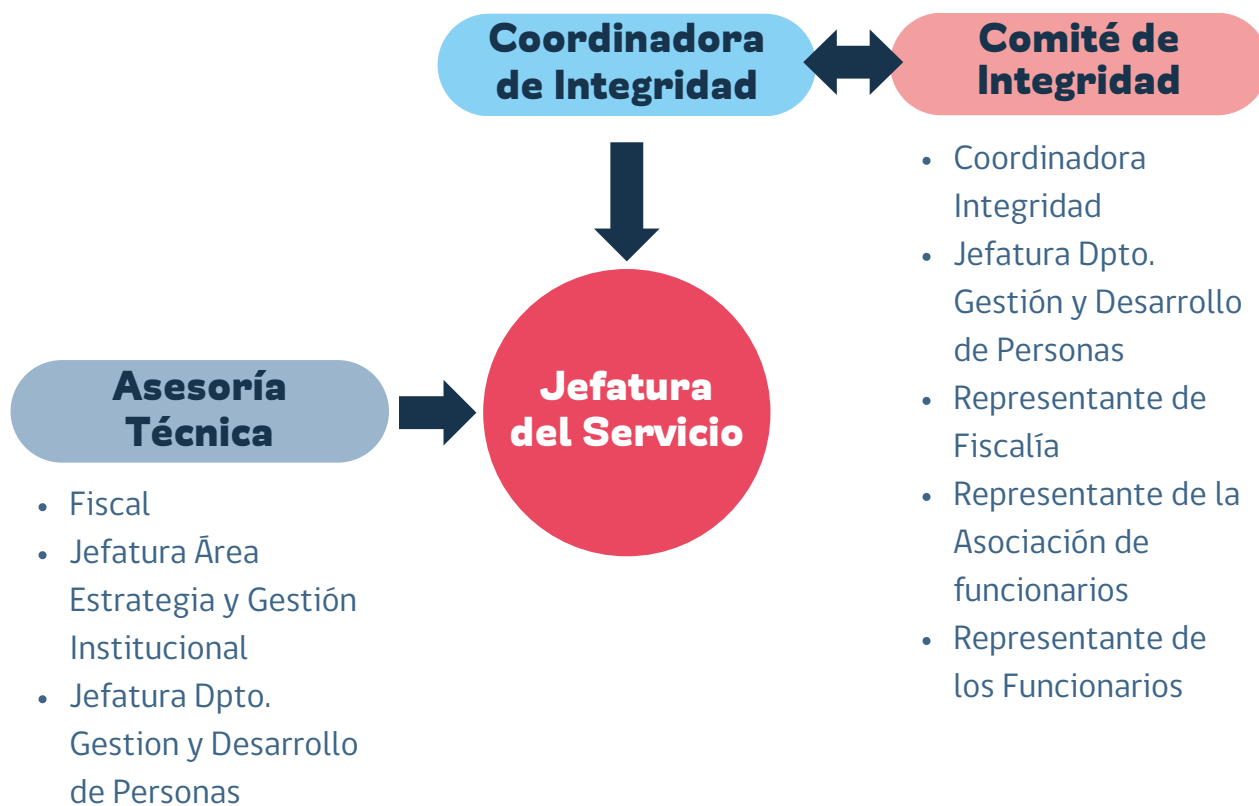 Coordinadora
de Integridad
Comité de
Integridad
• Coordinadora
Integridad
• Jefatura Dpto.
Gestión y Desarrollo
de Personas
• Representante de
Fiscalía
• Representante de la
Asociación de
funcionarios
• Representante de
los Funcionarios
Jefatura
del Servicio
Asesoría
Técnica
• Fiscal
• Jefatura Área
Estrategia y Gestión
Institucional
• Jefatura Dpto.
Gestion y Desarrollo
de Personas